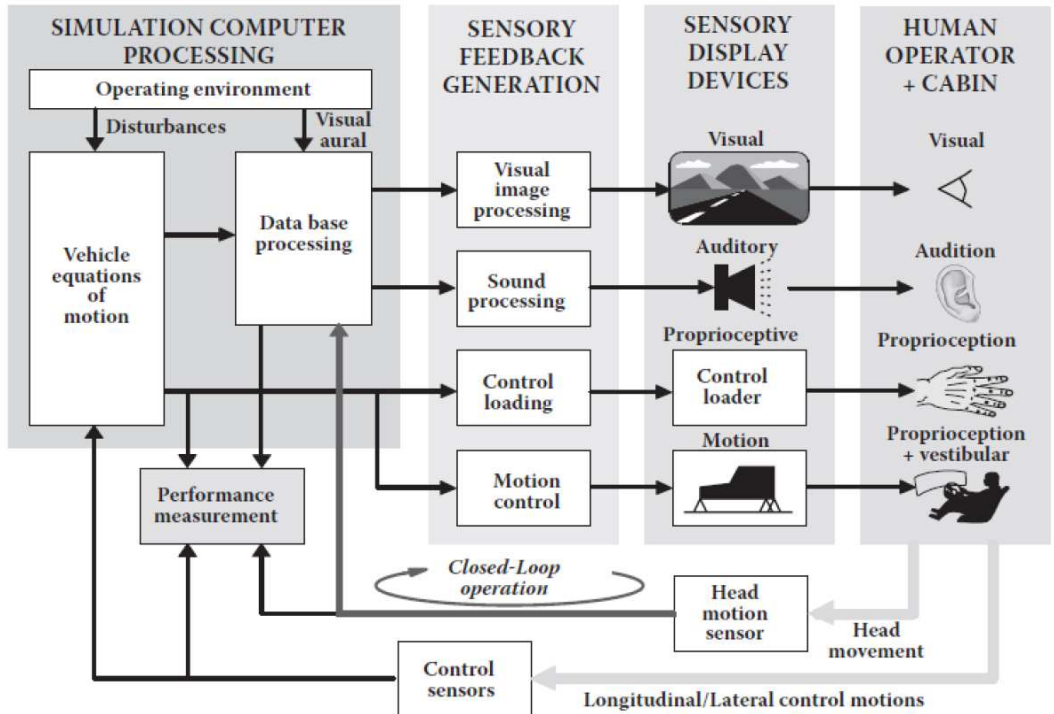 SIMULATION COMPUTER
PROCESSING
SENSORY
FEEDBACK
GENERATION
SENSORY
DISPLAY
DEVICES
HUMAN
OPERATOR
+ CABIN
Operating environment
Disturbances
Visual
aural
Vehicle
equations
of
motion
Data base
processing
Visual
image
processing
Visual
Visual
Sound
processing
Auditory
Audition
Proprioceptive
Proprioception
Control
loading
Control
loader
Motion
Proprioception
+ vestibular
Performance
measurement
Motion
control
Closed-Loop
operation
Head
motion
sensor
Head
movement
Control
sensors
Longitudinal/Lateral control motions